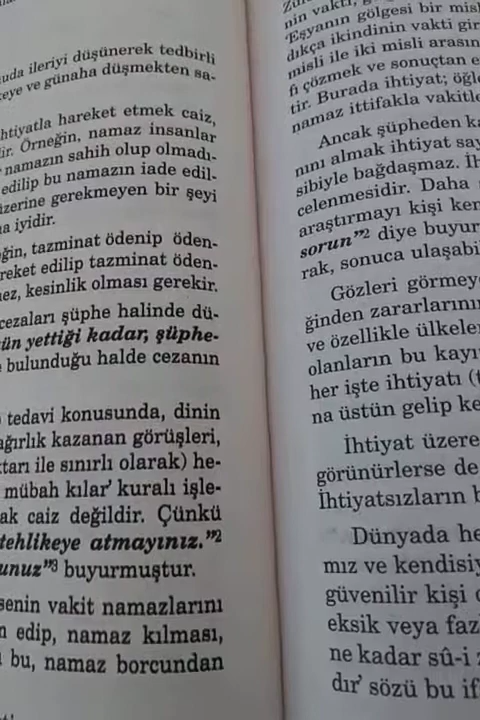 uda ileriyi düşünerek tedbirli
eye ve günaha düşmekten sa-
htiyatla hareket etmek caiz,
ir. Örneğin, namaz insanlar
namazın sahih olup olmadı-
edilip bu namazın iade edil-
üzerine gerekmeyen bir şeyi
a iyidir.
ğin, tazminat ödenip öden-
reket edilip tazminat öden-
ez, kesinlik olması gerekir.
cezaları şüphe halinde dü-
ün yettiği kadar, şüphe-
bulunduğu halde cezanın
tedavi konusunda, dinin
ağırlık kazanan görüşleri,
tarı ile sınırlı olarak) he-
mübah kılar' kuralı işle-
ak caiz değildir. Çünkü
tehlikeye atmayınız."2
unuz"3 buyurmuştur.
senin vakit namazlarını
n edip, namaz kılması,
bu, namaz borcundan
nin vakti,
'Eşyanın gölgesi bir misl
dıkça ikindinin vakti gir
misli ile iki misli arasın
fı çözmek ve sonuçtan e
tir. Burada ihtiyat; öğle
namaz ittifakla vakitle
Ancak şüpheden ka
nını almak ihtiyat say
sibiyle bağdaşmaz. İh
celenmesidir. Daha
araştırmayı kişi ken
sorun"2 diye buyur
rak, sonuca ulaşabil
Gözleri görmeye
ğinden zararlarını
ve özellikle ülkeler
olanların bu kayı
her işte ihtiyatı (t
na üstün gelip ke
İhtiyat üzere
görünürlerse de
İhtiyatsızların b
Dünyada he
mız ve kendisiy
güvenilir kişi
eksik veya faz
ne kadar sû-i z
dır' sözü bu if